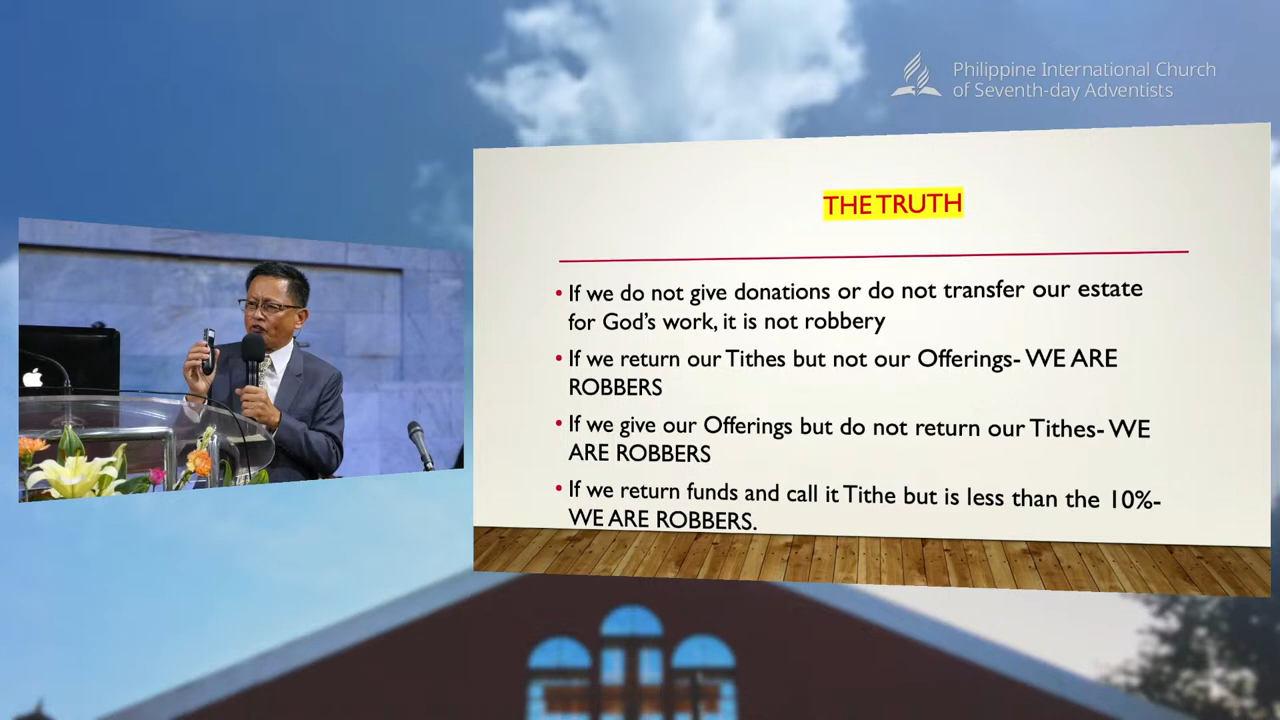 Philippine International Church
of Seventh-day Adventists
THE TRUTH
• If we do not give donations or do not transfer our estate
for God's work, it is not robbery
• If we return our Tithes but not our Offerings- WE ARE
ROBBERS
• If we give our Offerings but do not return our Tithes- WE
ARE ROBBERS
• If we return funds and call it Tithe but is less than the 10%-
WE ARE ROBBERS.